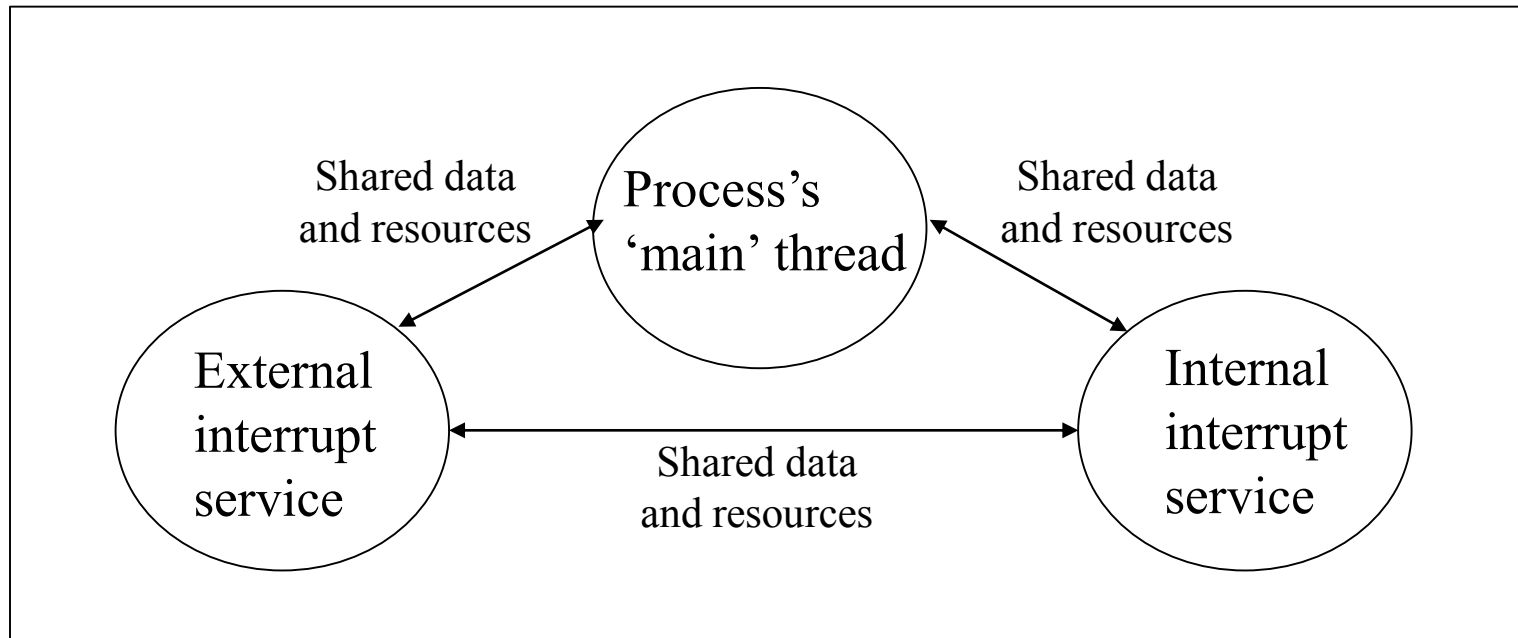 Shared data
and resources
Process’s
‘main’ thread
Shared data
and resources
External
interrupt
service
Shared data
and resources
Internal
interrupt
service